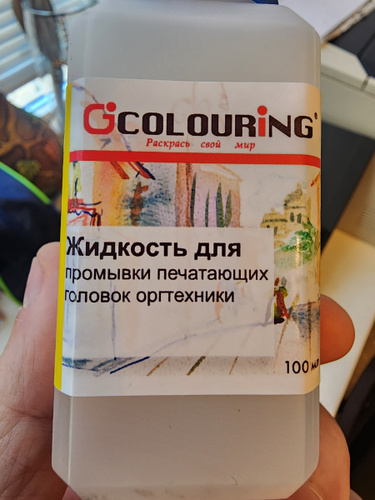 COLOURiNG
Раскрась свой мир
Жидкость для
промывки печатающих
головок оргтехники
100 мл